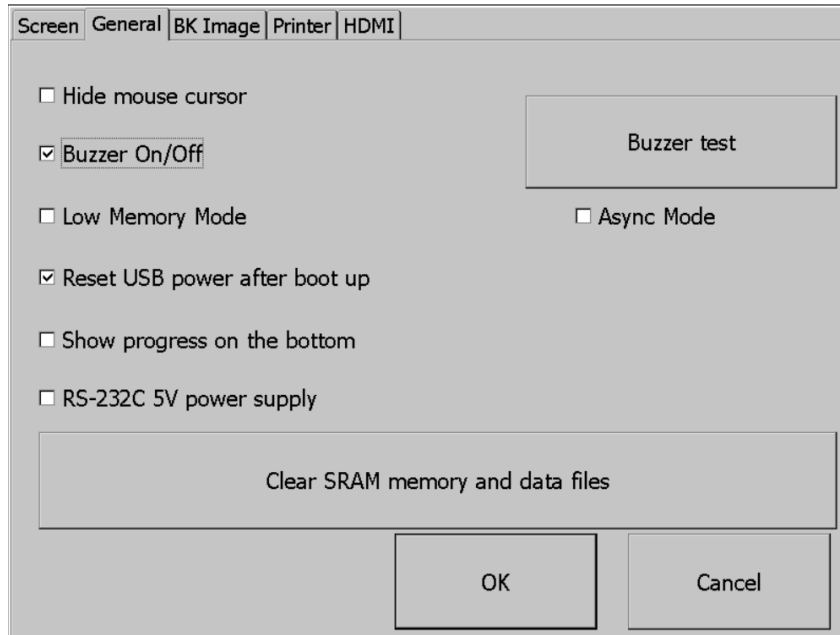 Screen General BK Image Printer HDMI
Hide mouse cursor
Buzzer test
Buzzer On/Off
Low Memory Mode Async Mode
Reset USB power after boot up
Show progress on the bottom
RS-232C 5V power supply
Clear SRAM memory and data files
OK Cancel